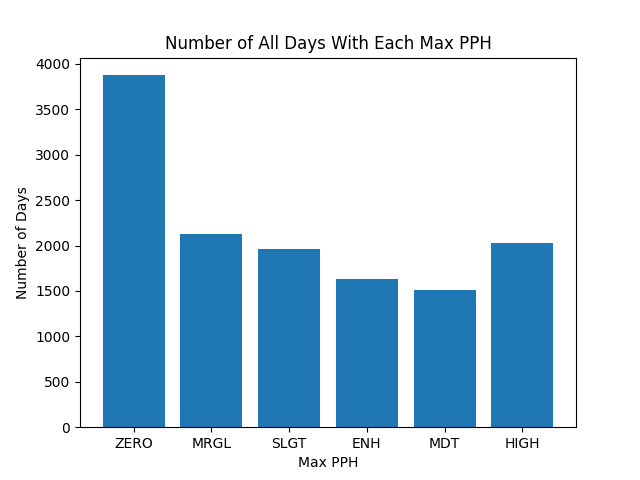 Number of All Days With Each Max PPH
4000
3500
3000
2500
2000
1500
1000
500
0
Number of Days
ZERO MRGL SLGT ENH MDT HIGH
Max PPH